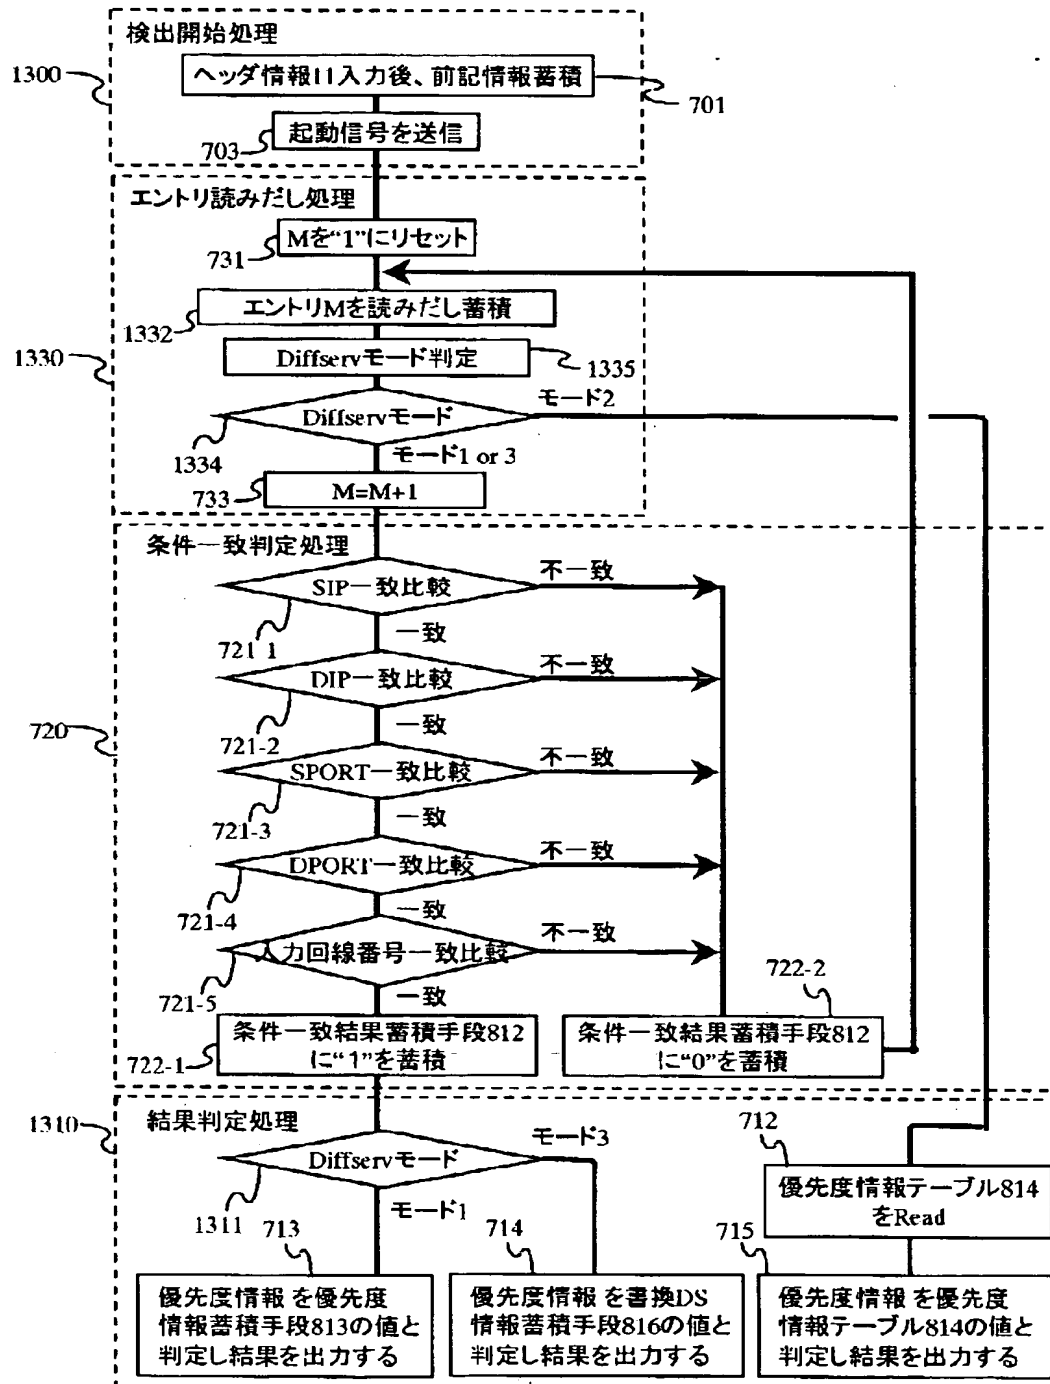 検出開始処理
1300
ヘッダ情報11入力後、前記情報蓄積
701
起動信号を送信
703
エントリ読みだし処理
Mを“1”にリセット
731
エントリMを読みだし蓄積
1332
Diffservモード判定
1335
1330
モード2
Diffservモード
1334
モード1 or 3
733
M=M+1
条件一致判定処理
不一致
SIP一致比較
一致
721-1
不一致
DIP一致比較
一致
721-2
720
不一致
SPORT一致比較
一致
721-3
不一致
DPORT一致比較
一致
721-4
不一致
入力回線番号一致比較
一致
721-5
722-2
条件一致結果蓄積手段812
に“1”を蓄積
722-1
条件一致結果蓄積手段812
に“0”を蓄積
1310
結果判定処理
モード3
Diffservモード
1311
モード1
712
優先度情報テーブル814
をRead
713
714
715
優先度情報を優先度
情報蓄積手段813の値と
判定し結果を出力する
優先度情報を書換DS
情報蓄積手段816の値と
判定し結果を出力する
優先度情報を優先度
情報テーブル814の値と
判定し結果を出力する